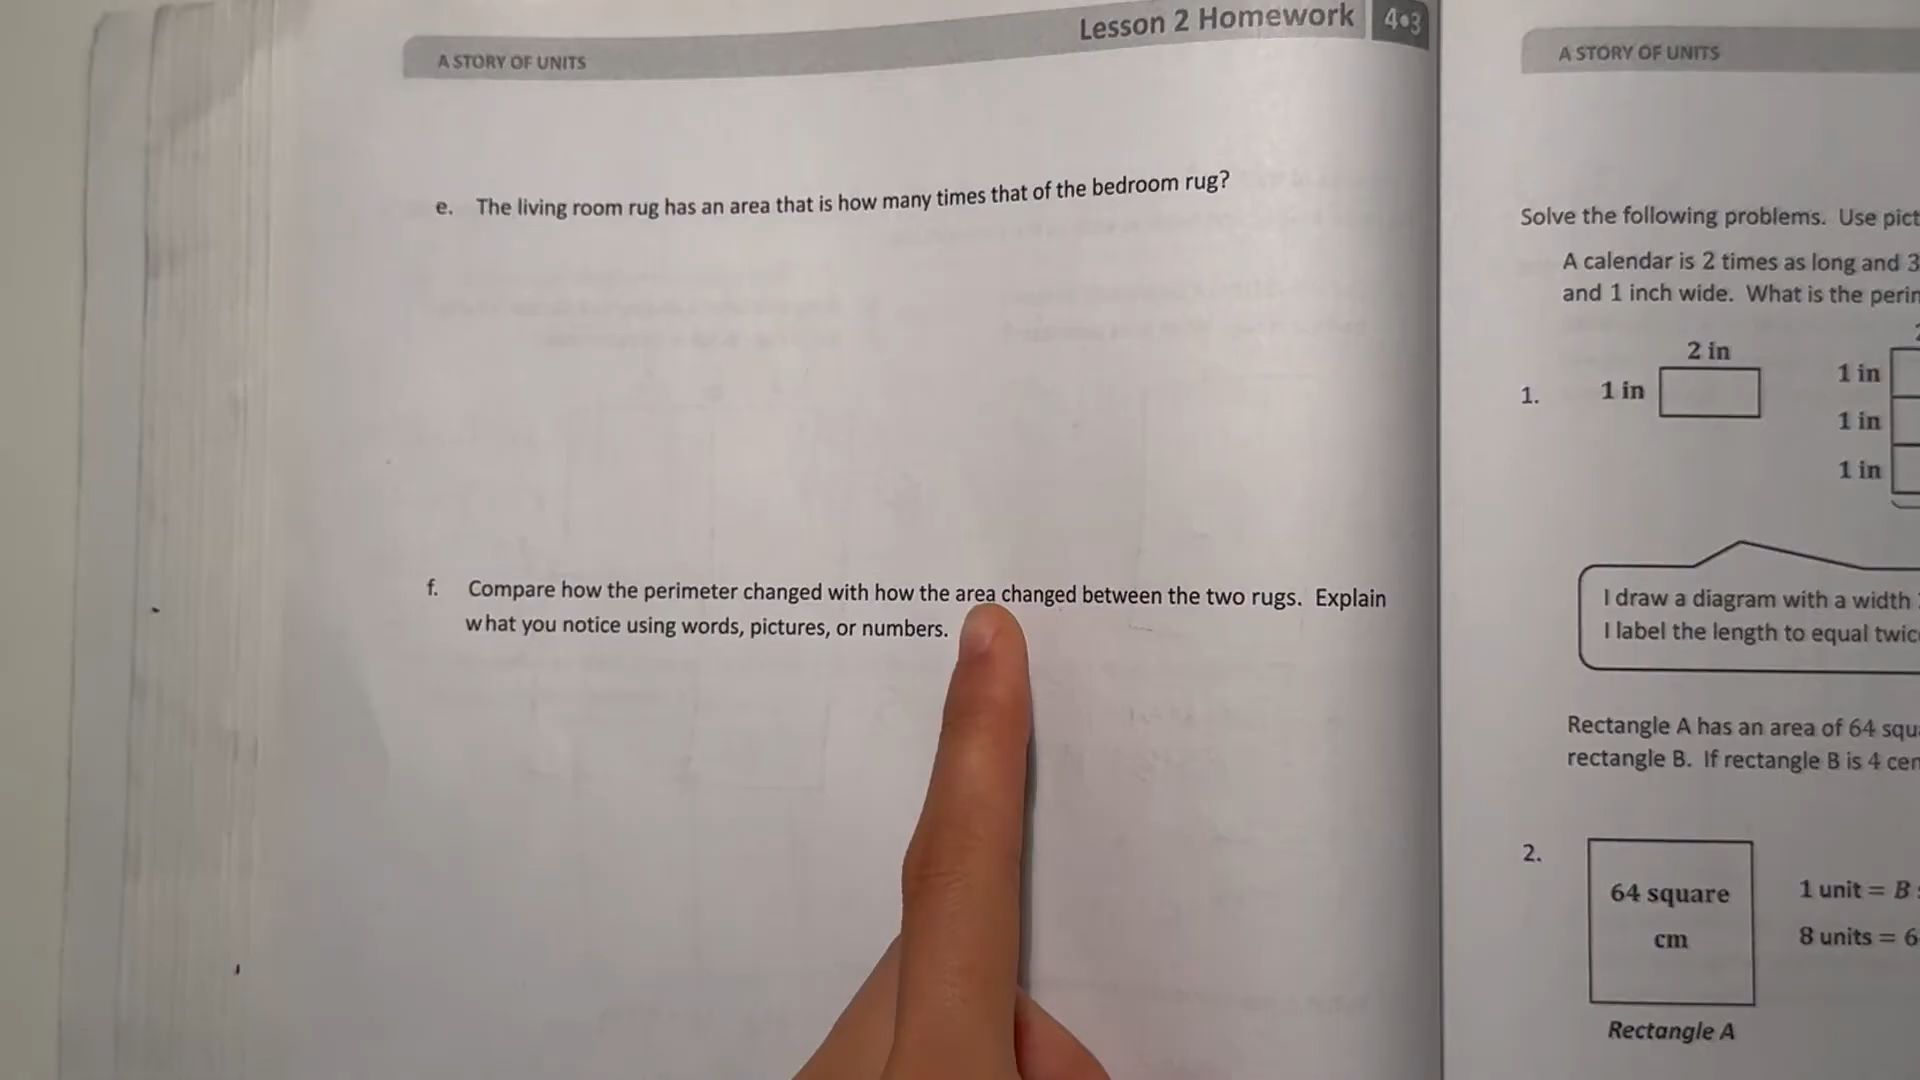 Lesson 2 Homework 4•3
A STORY OF UNITS
e. The living room rug has an area that is how many times that of the bedroom rug?
f. Compare how the perimeter changed with how the area changed between the two rugs. Explain
what you notice using words, pictures, or numbers.
A STORY OF UNITS
Solve the following problems. Use
A calendar is 2 times as long and 3
and 1 inch wide. What is the
2 in
1. 1 in
1 in
1 in
1 in
I draw a diagram with a width
I label the length to equal
Rectangle A has an area of 64
rectangle B. If rectangle B is 4
2. 64 square
cm
1 unit = B
8 units = 6
Rectangle A